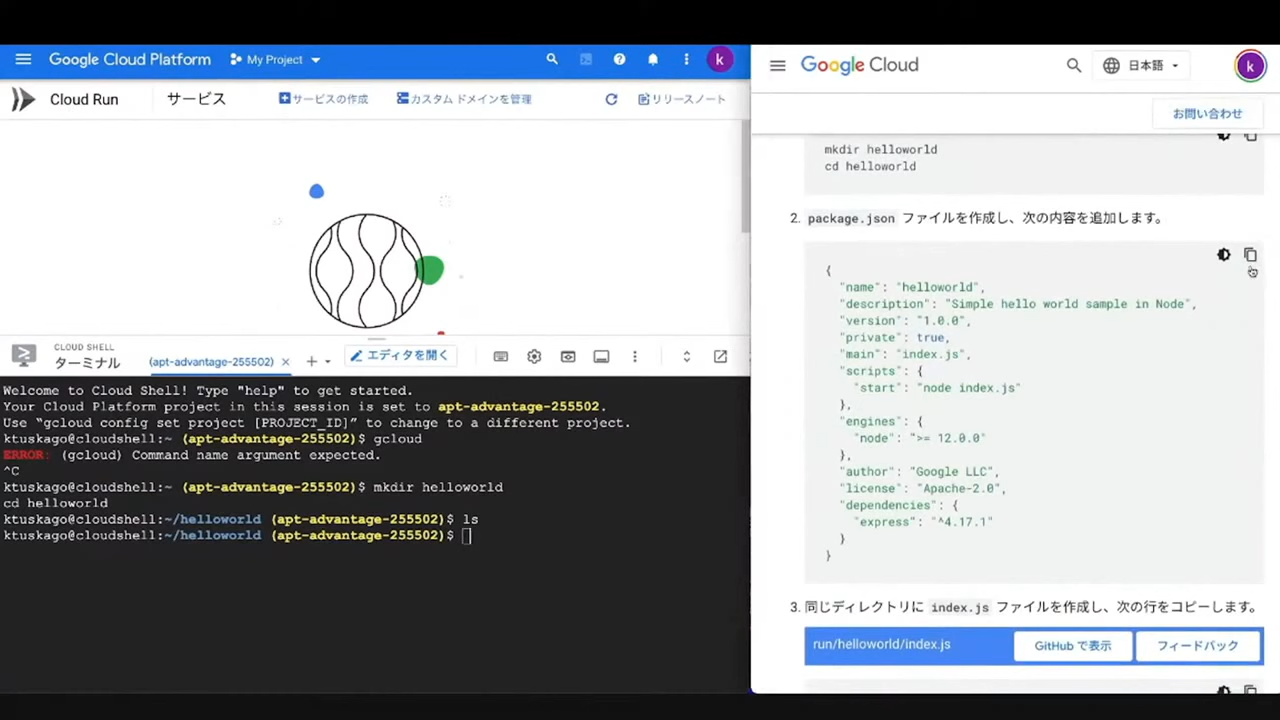 Google Cloud Platform
My Project
k
Cloud Run
サービス
サービスの作成
カスタム ドメインを管理
リリースノート
CLOUD SHELL
ターミナル
(apt-advantage-255502)
エディタを開く
Welcome to Cloud Shell! Type "help" to get started.
Your Cloud Platform project in this session is set to apt-advantage-255502.
Use "gcloud config set project [PROJECT_ID]" to change to a different project.
ktuskago@cloudshell:~ (apt-advantage-255502)$ gcloud
ERROR: (gcloud) Command name argument expected.
^C
ktuskago@cloudshell:~ (apt-advantage-255502)$ mkdir helloworld
cd helloworld
ktuskago@cloudshell:~/helloworld (apt-advantage-255502)$ ls
ktuskago@cloudshell:~/helloworld (apt-advantage-255502)$
Google Cloud
日本語
k
お問い合わせ
mkdir helloworld
cd helloworld
2. package.json ファイルを作成し、次の内容を追加します。
{
"name": "helloworld",
"description": "Simple hello world sample in Node",
"version": "1.0.0",
"private": true,
"main": "index.js",
"scripts": {
"start": "node index.js"
},
"engines": {
"node": ">= 12.0.0"
},
"author": "Google LLC",
"license": "Apache-2.0",
"dependencies": {
"express": "^4.17.1"
}
}
3. 同じディレクトリに index.js ファイルを作成し、次の行をコピーします。
run/helloworld/index.js
GitHub で表示
フィードバック